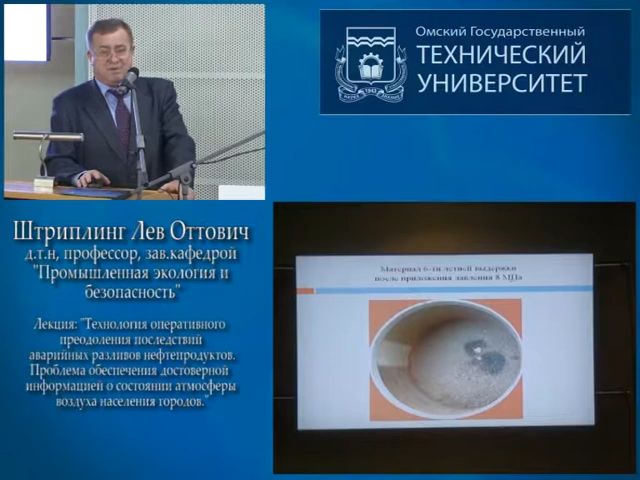 Омский Государственный
ТЕХНИЧЕСКИЙ
УНИВЕРСИТЕТ
1942
Штриплинг Лев Оттович
д.т.н, профессор, зав.кафедрой
"Промышленная экология и
безопасность"
Лекция: "Технология оперативного
преодоления последствий
аварийных разливов нефтепродуктов.
Проблема обеспечения достоверной
информацией о состоянии атмосферы
воздуха населения городов."
Материал 6-ти летней выдержки
после приложения давления 8 МПа